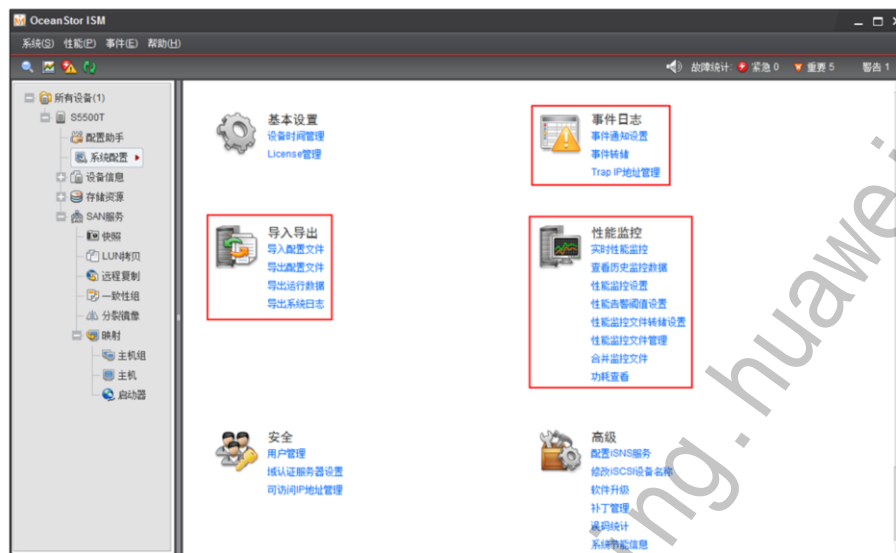 OceanStor ISM
系统(S) 性能(P) 事件(E) 帮助(H)
故障统计: 紧急 0 重要 5 警告 1
所有设备(1)
S5500T
配置助手
系统配置
设备信息
存储资源
SAN服务
快照
LUN拷贝
远程复制
一致性组
分裂镜像
映射
主机组
主机
启动器
基本设置
设备时间管理
License管理
事件日志
事件通知设置
事件转储
Trap IP地址管理
导入导出
导入配置文件
导出配置文件
导出运行数据
导出系统日志
性能监控
实时性能监控
查看历史监控数据
性能监控设置
性能告警阈值设置
性能监控文件转储设置
性能监控文件管理
合并监控文件
功耗查看
安全
用户管理
域认证服务器设置
可访问IP地址管理
高级
配置iSNS服务
修改iSCSI设备名称
软件升级
补丁管理
误码统计
系统节能信息
ng.huawei.